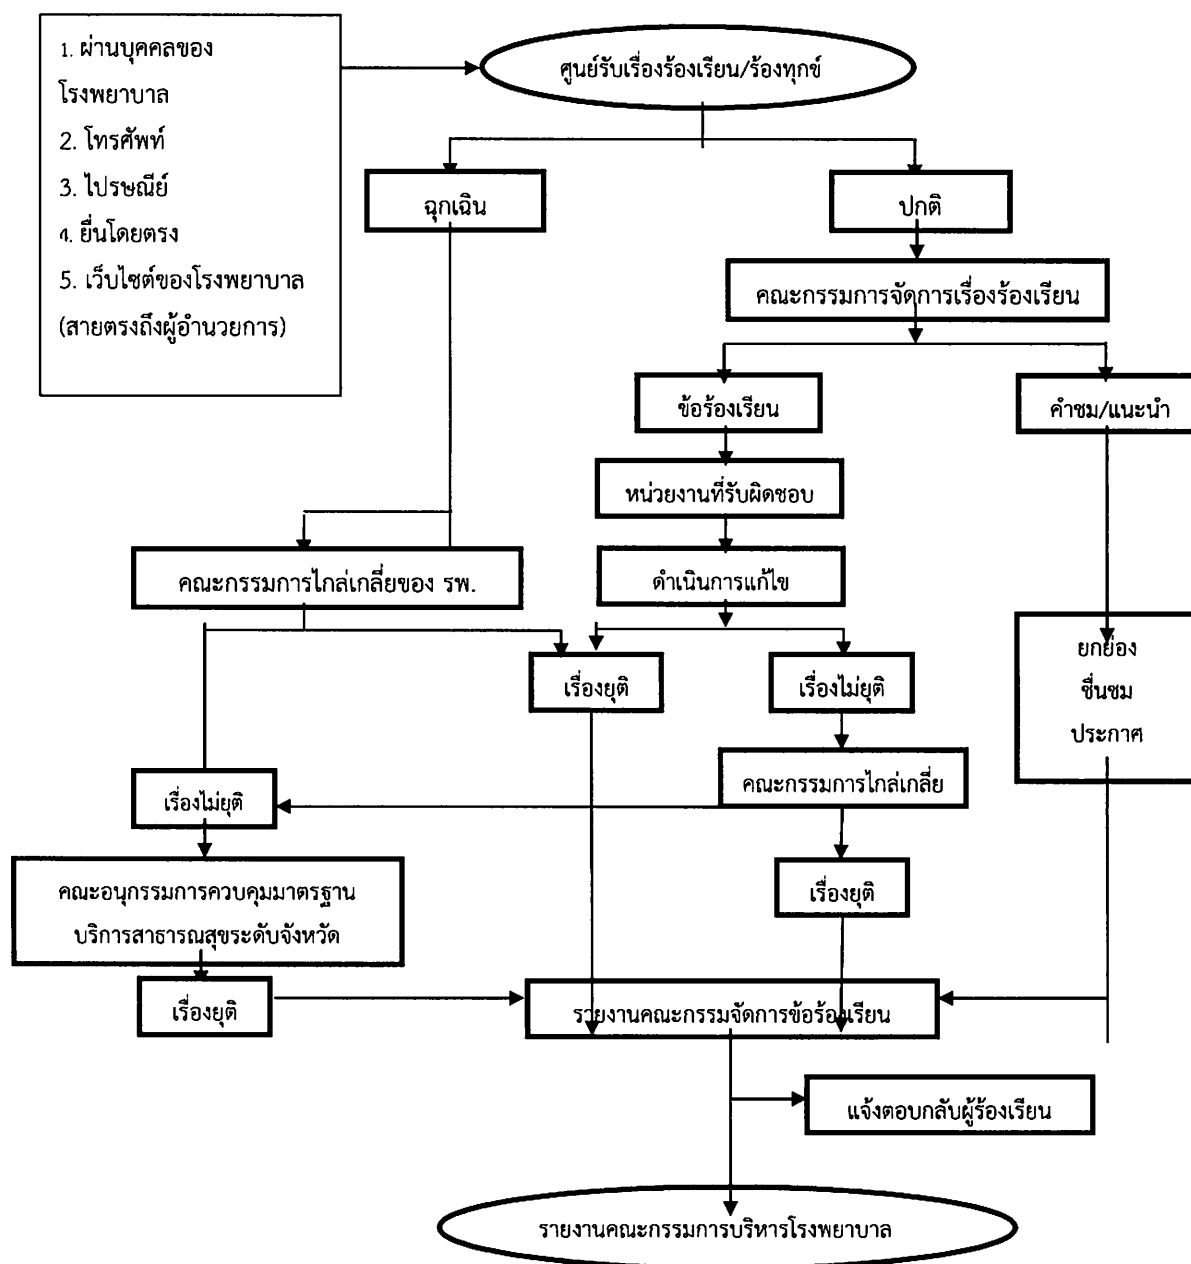 1. ผ่านบุคคลของ
โรงพยาบาล
2. โทรศัพท์
3. ไปรษณีย์
4. ยื่นโดยตรง
5. เว็บไซต์ของโรงพยาบาล
(สายตรงถึงผู้อำนวยการ)
ศูนย์รับเรื่องร้องเรียน/ร้องทุกข์
ฉุกเฉิน
ปกติ
คณะกรรมการจัดการเรื่องร้องเรียน
ข้อร้องเรียน
คำชม/แนะนำ
หน่วยงานที่รับผิดชอบ
คณะกรรมการไกล่เกลี่ยของ รพ.
ดำเนินการแก้ไข
เรื่องยุติ
เรื่องไม่ยุติ
ยกย่อง
ชื่นชม
ประกาศ
เรื่องไม่ยุติ
คณะกรรมการไกล่เกลี่ย
คณะอนุกรรมการควบคุมมาตรฐาน
บริการสาธารณสุขระดับจังหวัด
เรื่องยุติ
เรื่องยุติ
รายงานคณะกรรมจัดการข้อร้องเรียน
แจ้งตอบกลับผู้ร้องเรียน
รายงานคณะกรรมการบริหารโรงพยาบาล